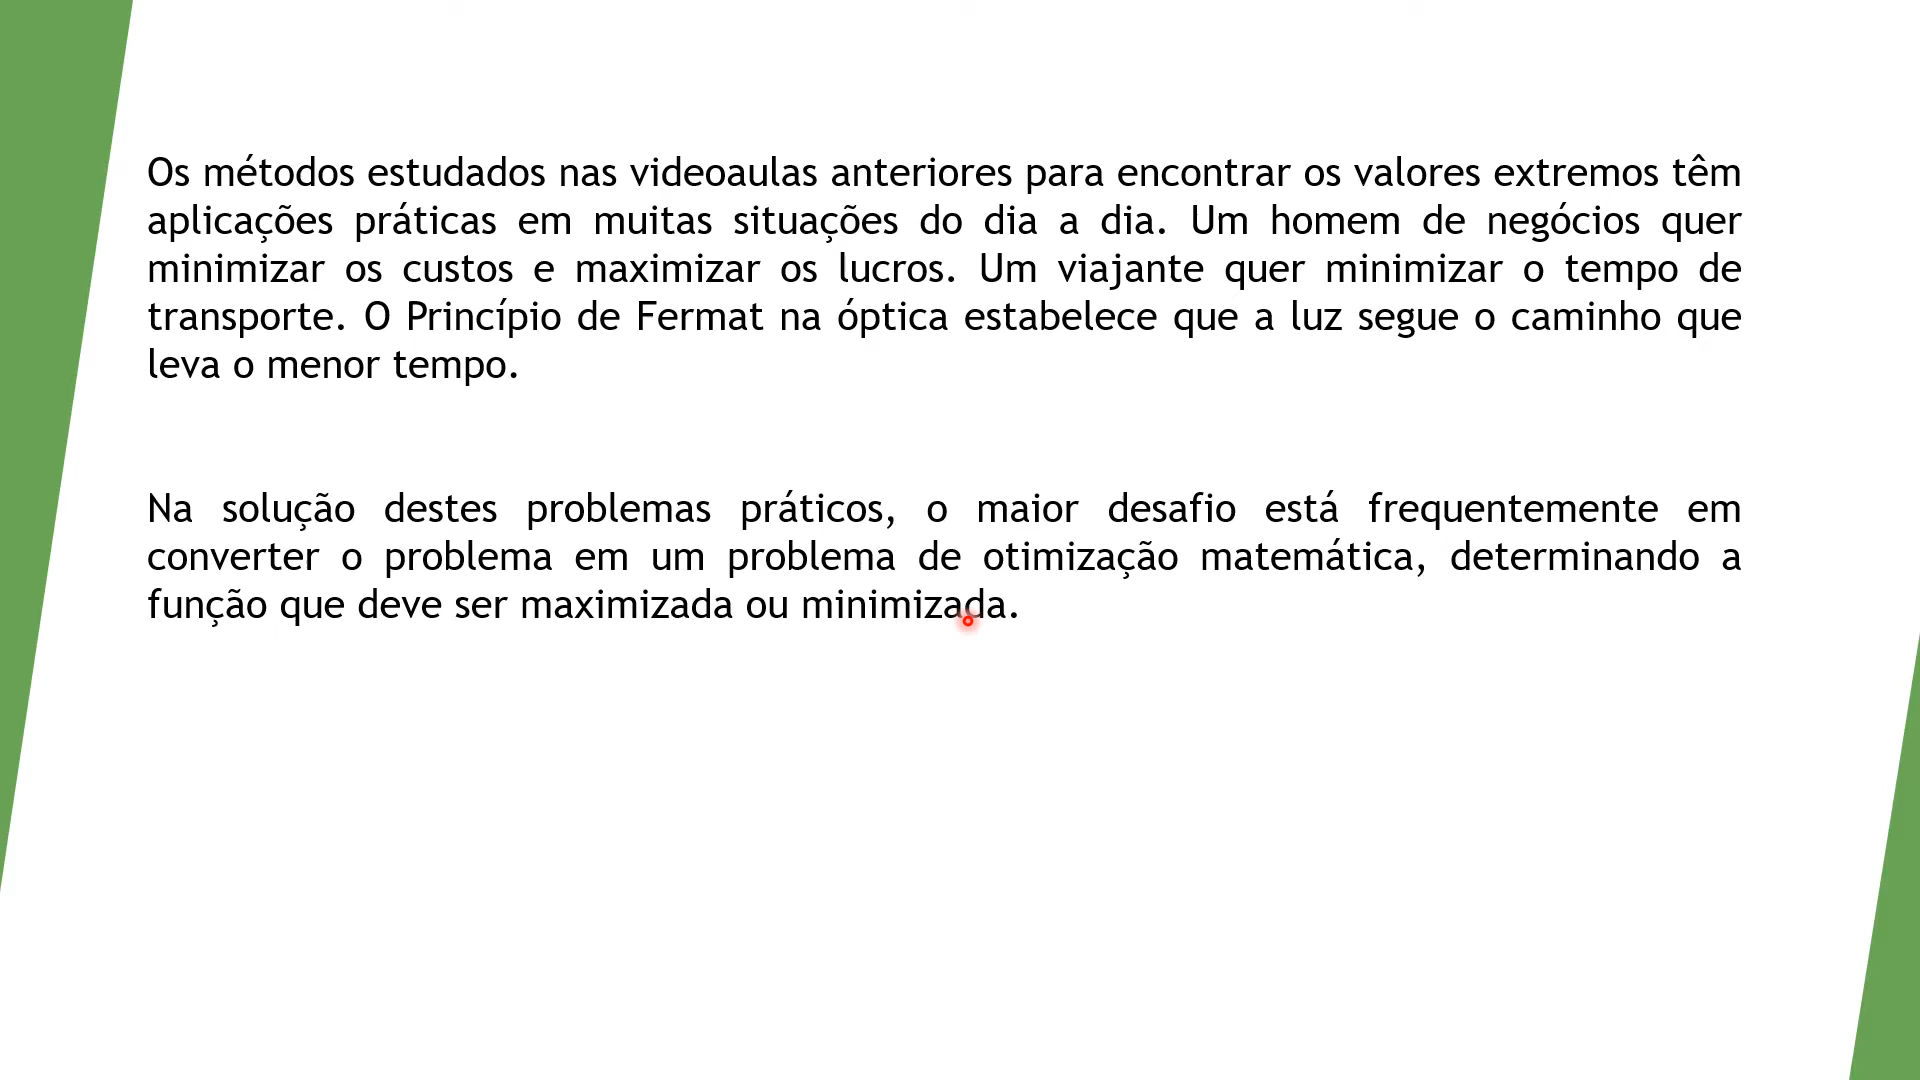 Os métodos estudados nas videoaulas anteriores para encontrar os valores extremos têm
aplicações práticas em muitas situações do dia a dia. Um homem de negócios quer
minimizar os custos e maximizar os lucros. Um viajante quer minimizar o tempo de
transporte. O Princípio de Fermat na óptica estabelece que a luz segue o caminho que
leva o menor tempo.
Na solução destes problemas práticos, o maior desafio está frequentemente em
converter o problema em um problema de otimização matemática, determinando a
função que deve ser maximizada ou minimizada.